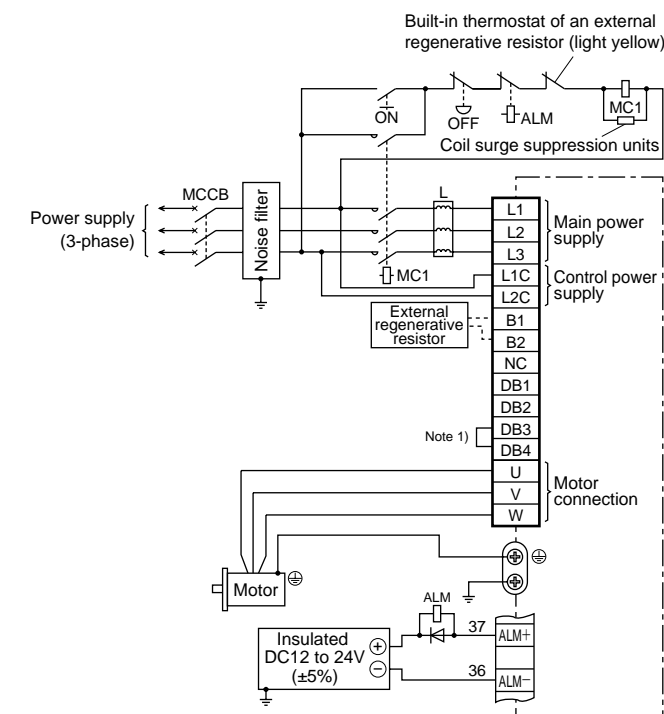 Built-in thermostat of an external
regenerative resistor (light yellow)
ON
OFF
ALM
MC1
Coil surge suppression units
MCCB
L
Power supply
(3-phase)
Noise filter
MC1
L1
L2
L3
Main power
supply
L1C
L2C
Control power
supply
External
regenerative
resistor
B1
B2
NC
DB1
DB2
DB3
DB4
Note 1)
U
V
W
Motor
connection
Motor
ALM
Insulated
DC12 to 24V
(±5%)
+
−
37
ALM+
36
ALM−